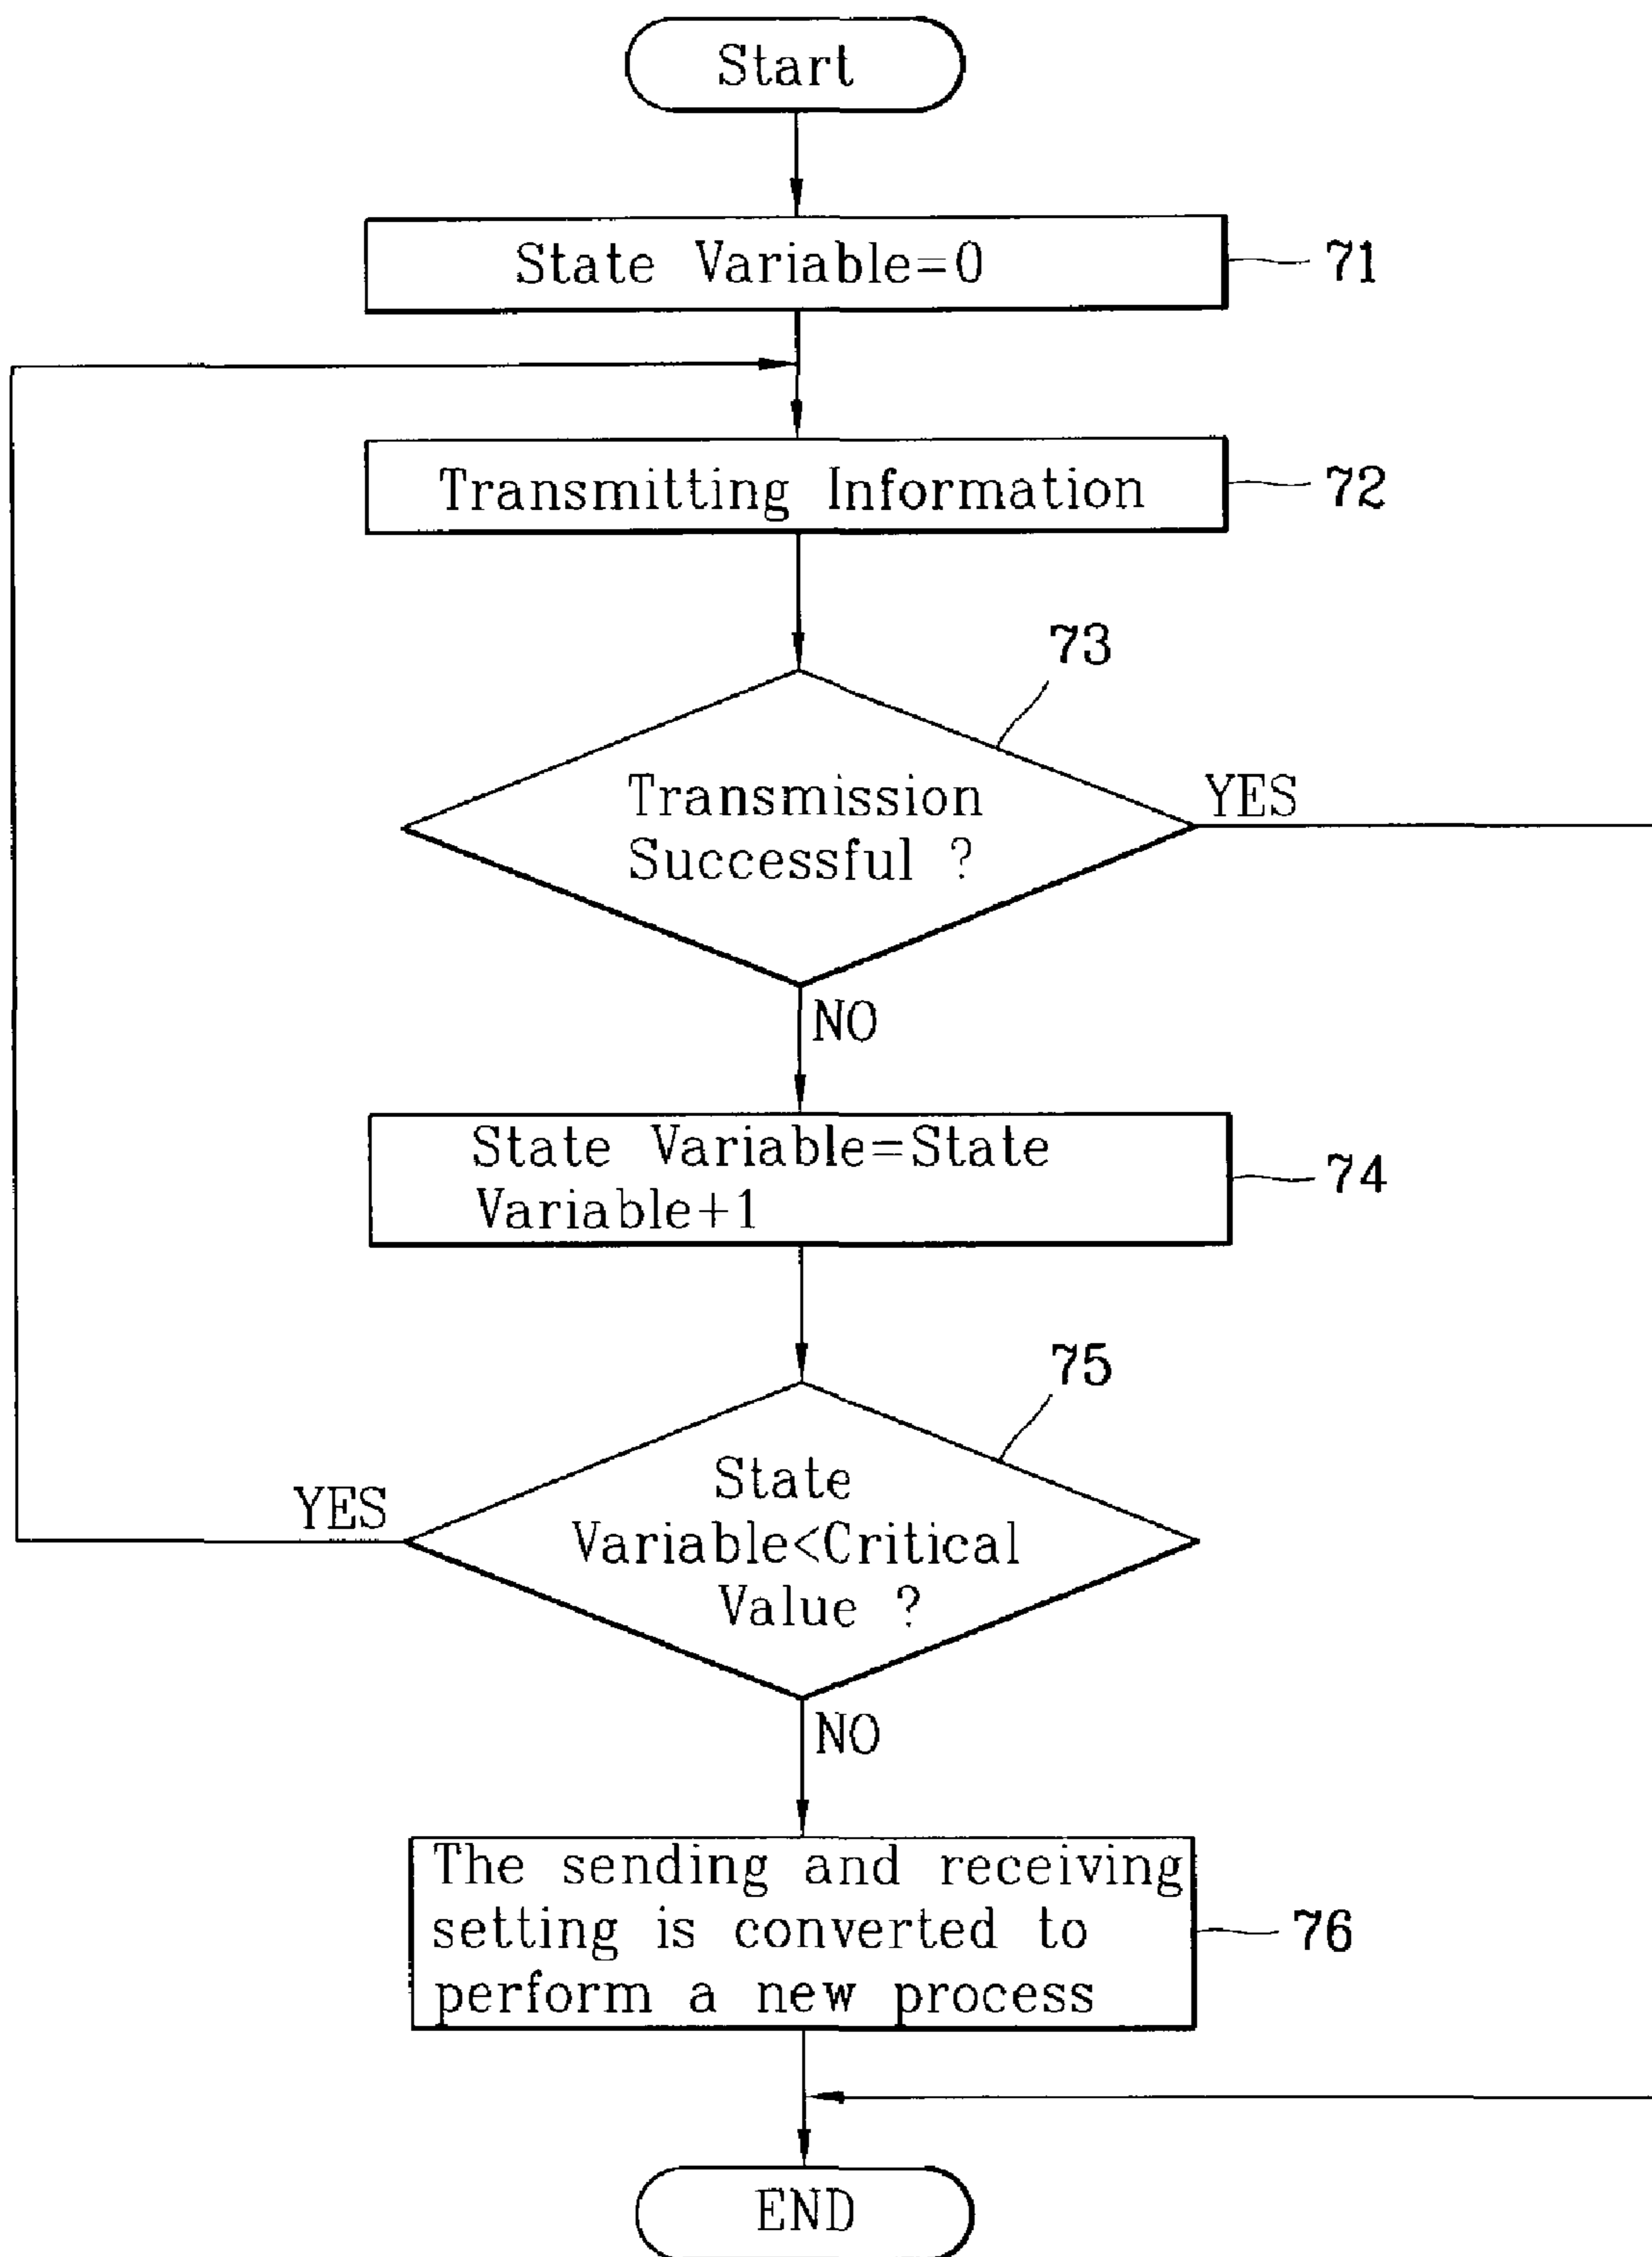 Start
State Variable=0
71
Transmitting Information
72
73
Transmission
Successful ?
YES
NO
State Variable=State
Variable+1
74
75
State
Variable<Critical
Value ?
YES
NO
The sending and receiving
setting is converted to
perform a new process
76
END